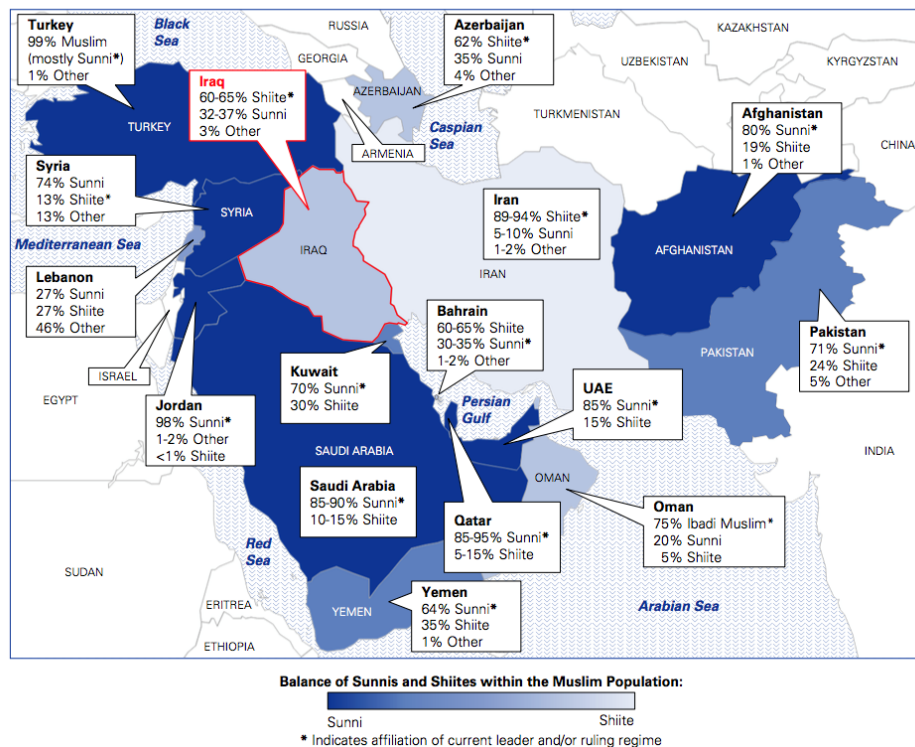 Black
Sea
RUSSIA
GEORGIA
KAZAKHSTAN
UZBEKISTAN
KYRGYZSTAN
TURKMENISTAN
CHINA
Turkey
99% Muslim
(mostly Sunni*)
1% Other
TURKEY
Iraq
60-65% Shiite*
32-37% Sunni
3% Other
Azerbaijan
62% Shiite*
35% Sunni
4% Other
AZERBAIJAN
Caspian
Sea
ARMENIA
Afghanistan
80% Sunni*
19% Shiite
1% Other
AFGHANISTAN
Syria
74% Sunni
13% Shiite*
13% Other
SYRIA
Mediterranean Sea
IRAQ
Iran
89-94% Shiite*
5-10% Sunni
1-2% Other
IRAN
Lebanon
27% Sunni
27% Shiite
46% Other
ISRAEL
EGYPT
Jordan
98% Sunni*
1-2% Other
<1% Shiite
Kuwait
70% Sunni*
30% Shiite
Bahrain
60-65% Shiite
30-35% Sunni*
1-2% Other
Persian
Gulf
UAE
85% Sunni*
15% Shiite
Pakistan
71% Sunni*
24% Shiite
5% Other
PAKISTAN
INDIA
SAUDI ARABIA
Saudi Arabia
85-90% Sunni*
10-15% Shiite
Qatar
85-95% Sunni*
5-15% Shiite
OMAN
Oman
75% Ibadi Muslim*
20% Sunni
5% Shiite
Red
Sea
SUDAN
ERITREA
ETHIOPIA
YEMEN
Yemen
64% Sunni*
35% Shiite
1% Other
Arabian Sea
Balance of Sunnis and Shiites within the Muslim Population:
Sunni
Shiite
* Indicates affiliation of current leader and/or ruling regime